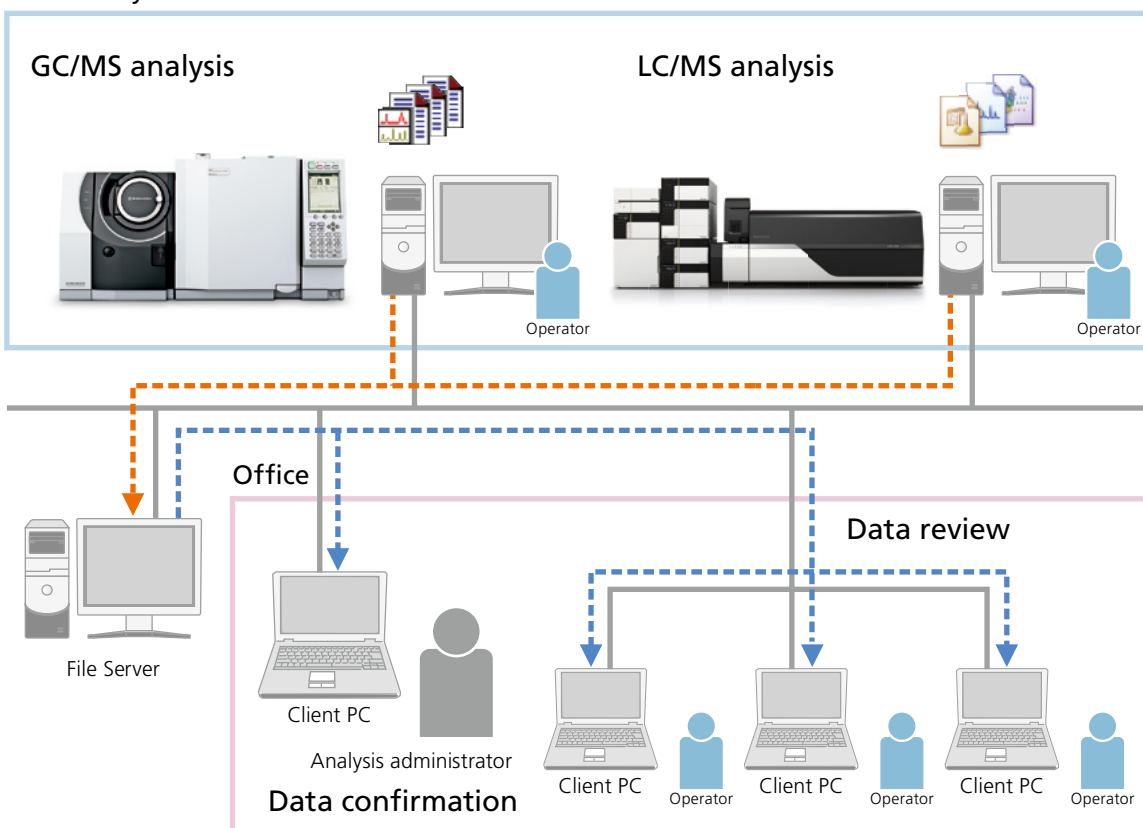 GC/MS analysis
LC/MS analysis
Operator
Operator
Office
Data review
File Server
Client PC
Analysis administrator
Data confirmation
Client PC
Operator
Client PC
Operator
Client PC
Operator